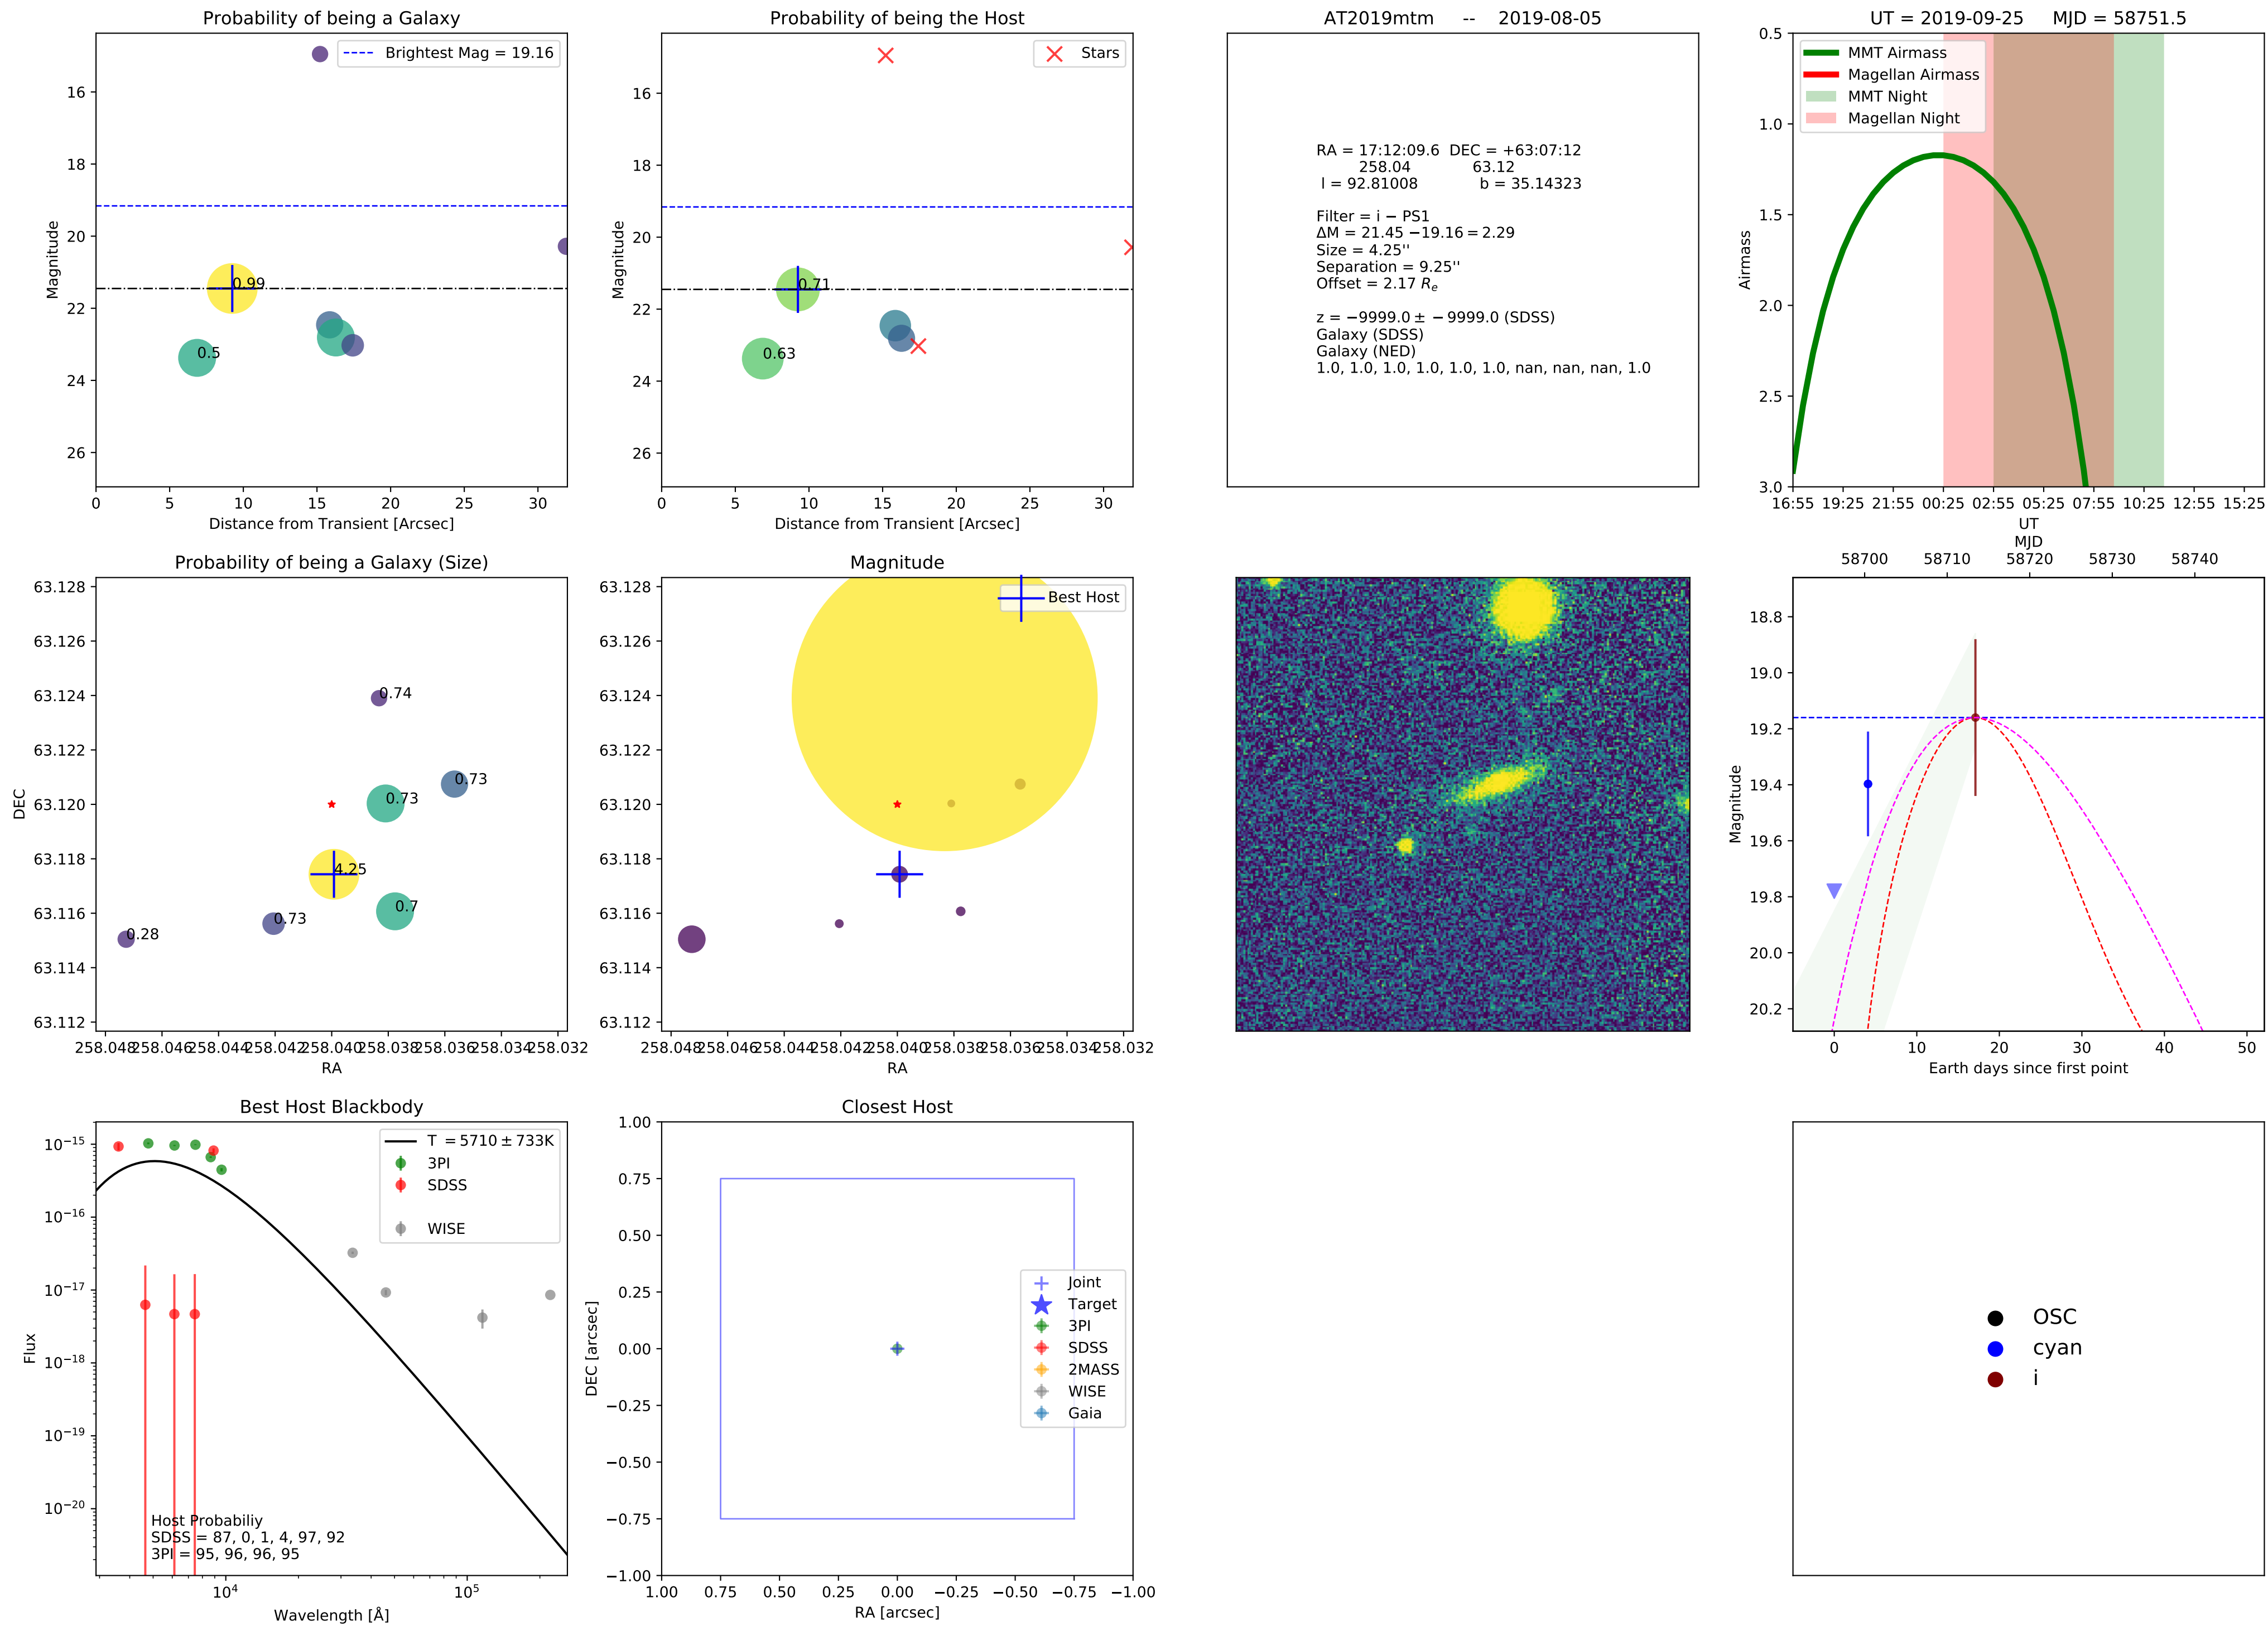 Probability of being a Galaxy
Brightest Mag = 19.16
0.99
0.5
Magnitude
16
18
20
22
24
26
0 5 10 15 20 25 30
Distance from Transient [Arcsec]
Probability of being the Host
Stars
0.71
0.63
Magnitude
16
18
20
22
24
26
0 5 10 15 20 25 30
Distance from Transient [Arcsec]
AT2019mtm -- 2019-08-05
RA = 17:12:09.6 DEC = +63:07:12
258.04 63.12
l = 92.81008 b = 35.14323
Filter = i − PS1
ΔM = 21.45 −19.16 = 2.29
Size = 4.25''
Separation = 9.25''
Offset = 2.17 Re
z = −9999.0 ± −9999.0 (SDSS)
Galaxy (SDSS)
Galaxy (NED)
1.0, 1.0, 1.0, 1.0, 1.0, 1.0, nan, nan, nan, 1.0
UT = 2019-09-25 MJD = 58751.5
MMT Airmass
Magellan Airmass
MMT Night
Magellan Night
Airmass
0.5
1.0
1.5
2.0
2.5
3.0
16:55 19:25 21:55 00:25 02:55 05:25 07:55 10:25 12:55 15:25
UT
Probability of being a Galaxy (Size)
0.74
0.73
0.73
4.25
0.7
0.73
0.28
DEC
63.128
63.126
63.124
63.122
63.120
63.118
63.116
63.114
63.112
258.048 258.046 258.044 258.042 258.040 258.038 258.036 258.034 258.032
RA
Magnitude
Best Host
63.128
63.126
63.124
63.122
63.120
63.118
63.116
63.114
63.112
258.048 258.046 258.044 258.042 258.040 258.038 258.036 258.034 258.032
RA
MJD
58700 58710 58720 58730 58740
Magnitude
18.8
19.0
19.2
19.4
19.6
19.8
20.0
20.2
0 10 20 30 40 50
Earth days since first point
Best Host Blackbody
T = 5710 ± 733K
3PI
SDSS
WISE
Flux
10−15
10−16
10−17
10−18
10−19
10−20
Host Probabiliy
SDSS = 87, 0, 1, 4, 97, 92
3PI = 95, 96, 96, 95
104 105
Wavelength [Å]
Closest Host
Joint
Target
3PI
SDSS
2MASS
WISE
Gaia
DEC [arcsec]
1.00
0.75
0.50
0.25
0.00
−0.25
−0.50
−0.75
−1.00
1.00 0.75 0.50 0.25 0.00 −0.25 −0.50 −0.75 −1.00
RA [arcsec]
OSC
cyan
i